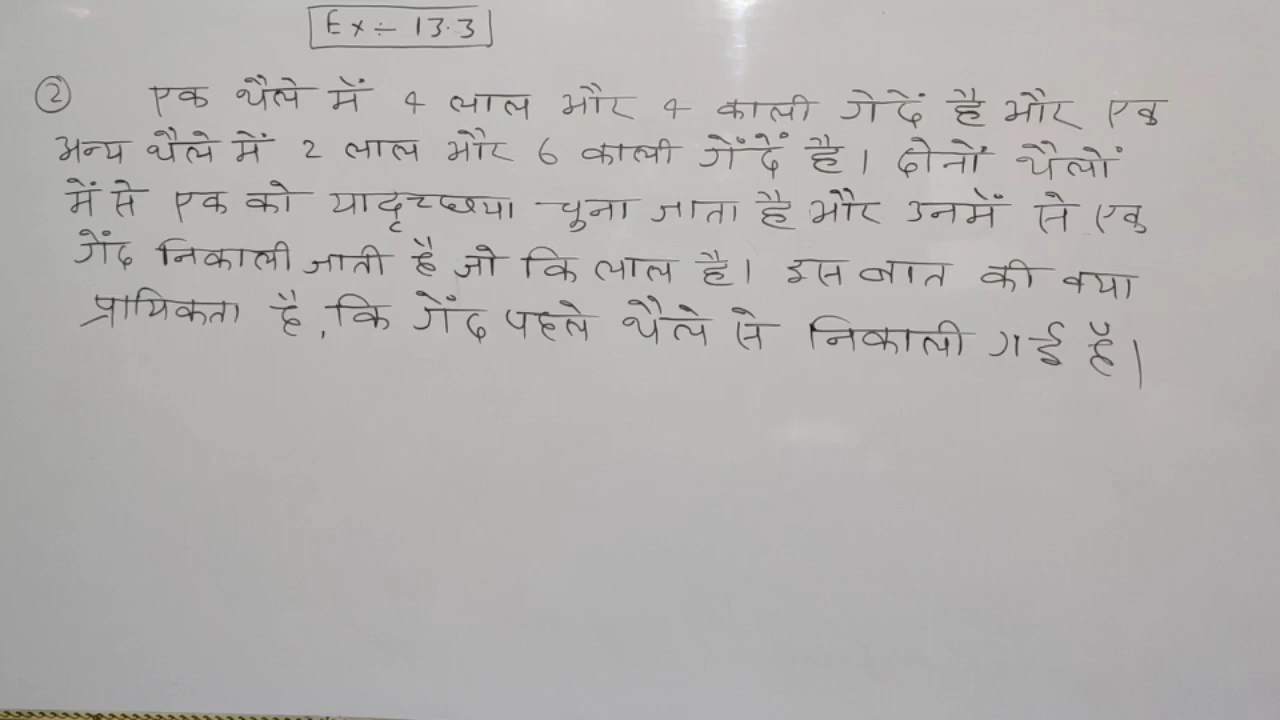 Ex ÷ 13.3
② एक थैले में 4 लाल और 4 काली गेदें है और एक
अन्य थैले में 2 लाल और 6 काली गेंदें है। दोनों थैलों
में से एक को यादृच्छया चुना जाता है और उनमें से एक
गेंद निकाली जाती है जो कि लाल है। इस बात की क्या
प्रायिकता है, कि गेंद पहले थैले से निकाली गई है।